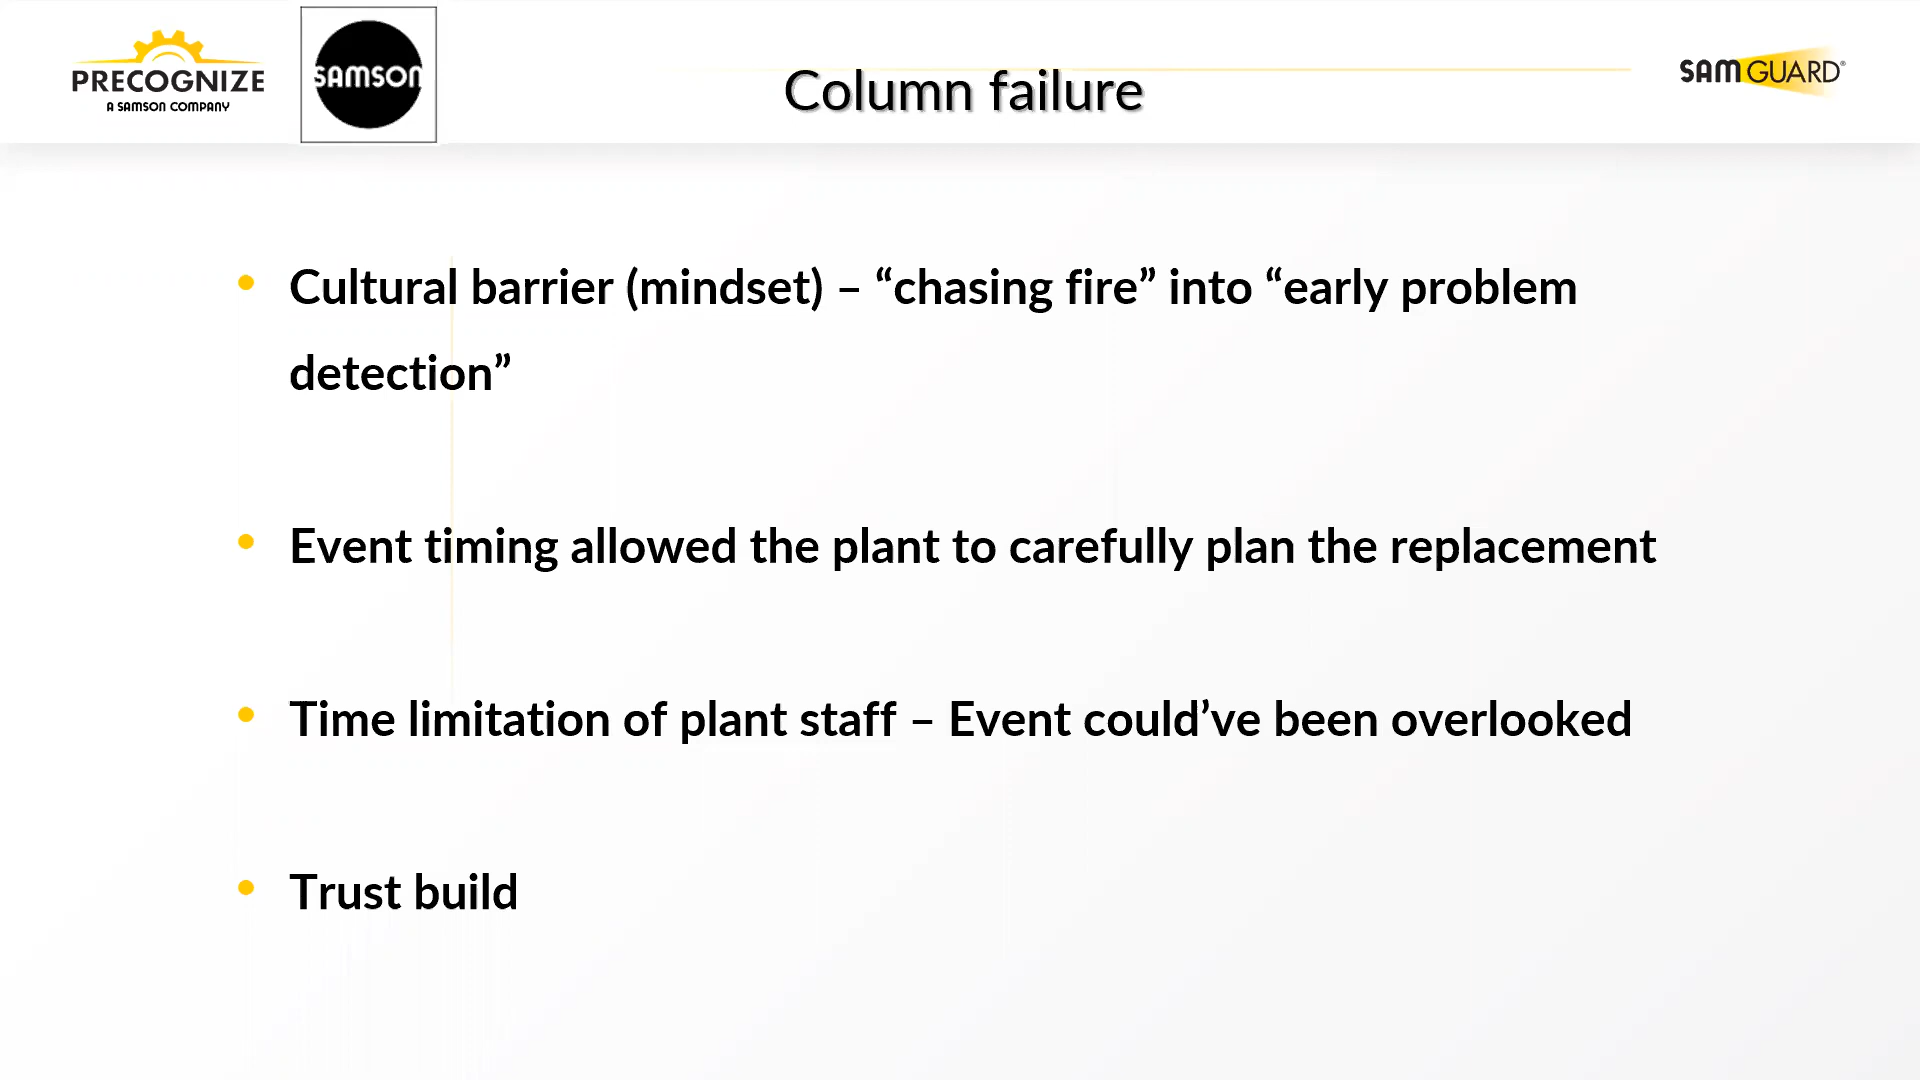 PRECOGNIZE
A SAMSON COMPANY
SAMSON
Column failure
SAMGUARD®
• Cultural barrier (mindset) – “chasing fire” into “early problem
detection”
• Event timing allowed the plant to carefully plan the replacement
• Time limitation of plant staff – Event could’ve been overlooked
• Trust build